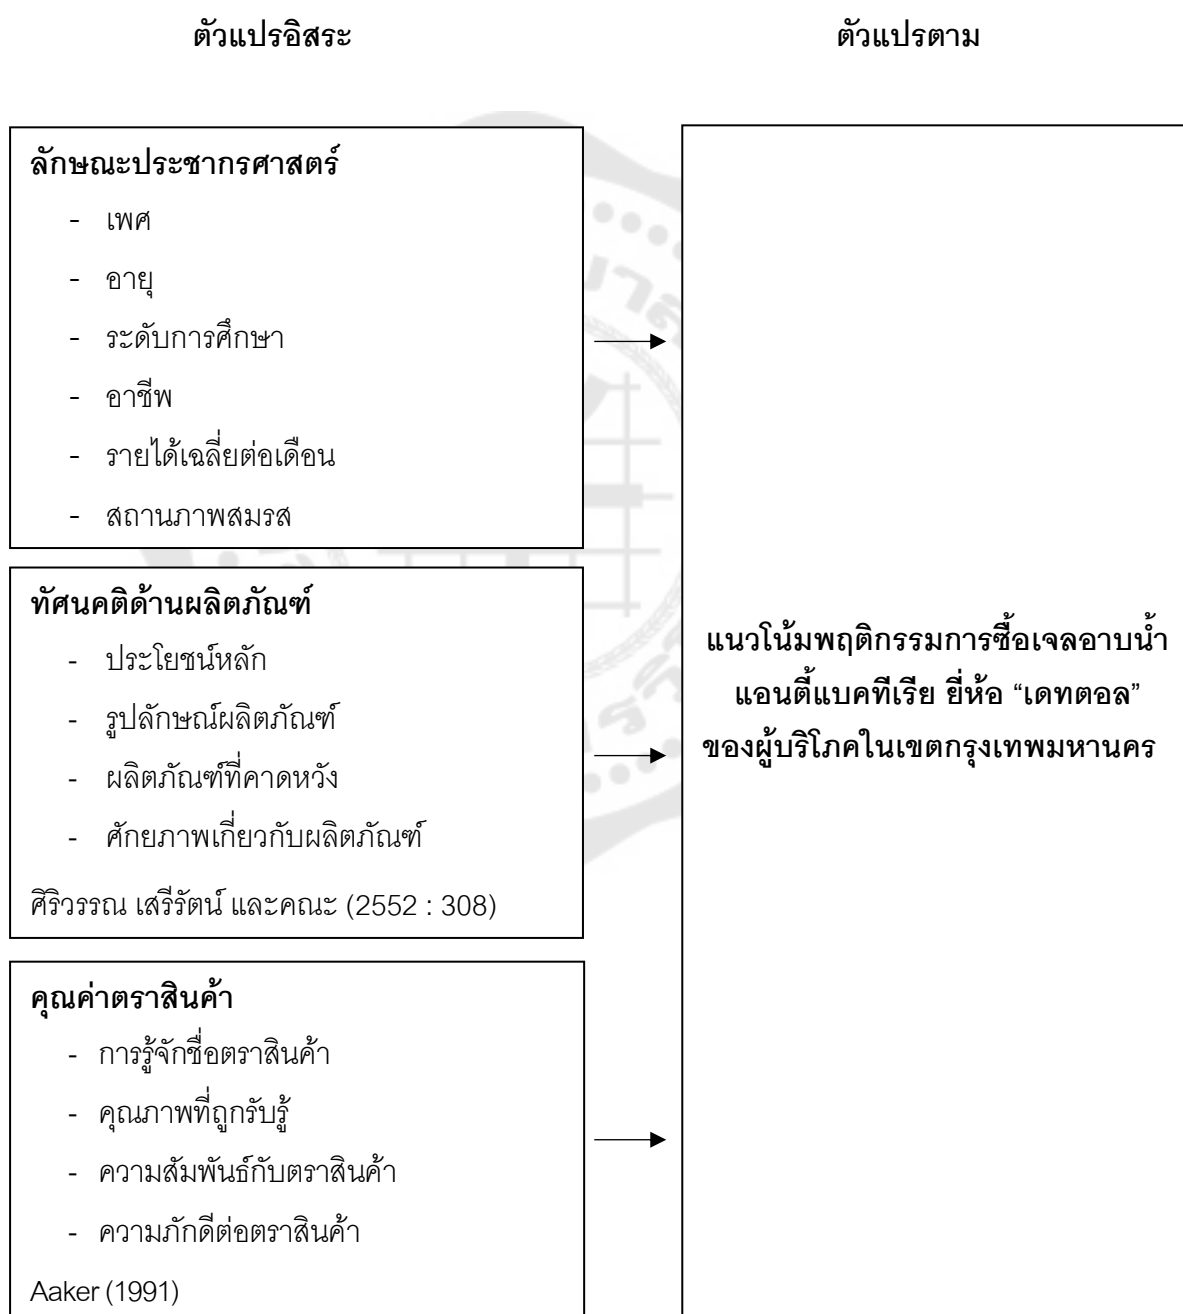 ตัวแปรอิสระ
ตัวแปรตาม
ลักษณะประชากรศาสตร์
- เพศ
- อายุ
- ระดับการศึกษา
- อาชีพ
- รายได้เฉลี่ยต่อเดือน
- สถานภาพสมรส
ทัศนคติด้านผลิตภัณฑ์
- ประโยชน์หลัก
- รูปลักษณ์ผลิตภัณฑ์
- ผลิตภัณฑ์ที่คาดหวัง
- ศักยภาพเกี่ยวกับผลิตภัณฑ์
ศิริวรรณ เสรีรัตน์ และคณะ (2552 : 308)
คุณค่าตราสินค้า
- การรู้จักชื่อตราสินค้า
- คุณภาพที่ถูกรับรู้
- ความสัมพันธ์กับตราสินค้า
- ความภักดีต่อตราสินค้า
Aaker (1991)
แนวโน้มพฤติกรรมการซื้อเจลอาบน้ำ
แอนตี้แบคทีเรีย ยี่ห้อ “เดทตอล”
ของผู้บริโภคในเขตกรุงเทพมหานคร